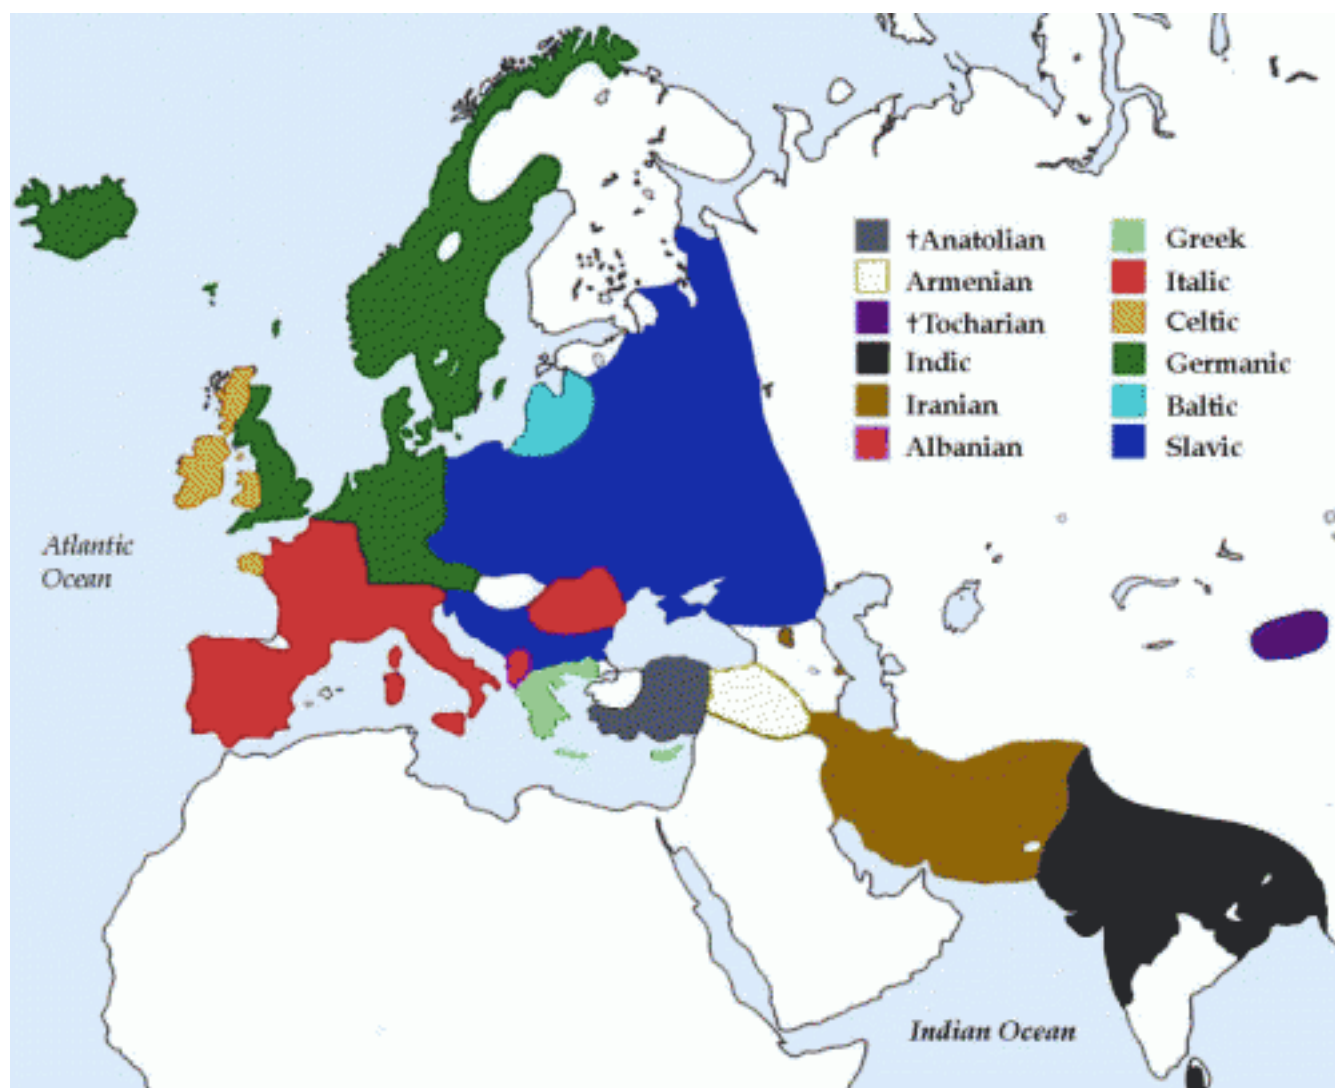 †Anatolian
Armenian
†Tocharian
Indic
Iranian
Albanian
Greek
Italic
Celtic
Germanic
Baltic
Slavic
Atlantic
Ocean
Indian Ocean